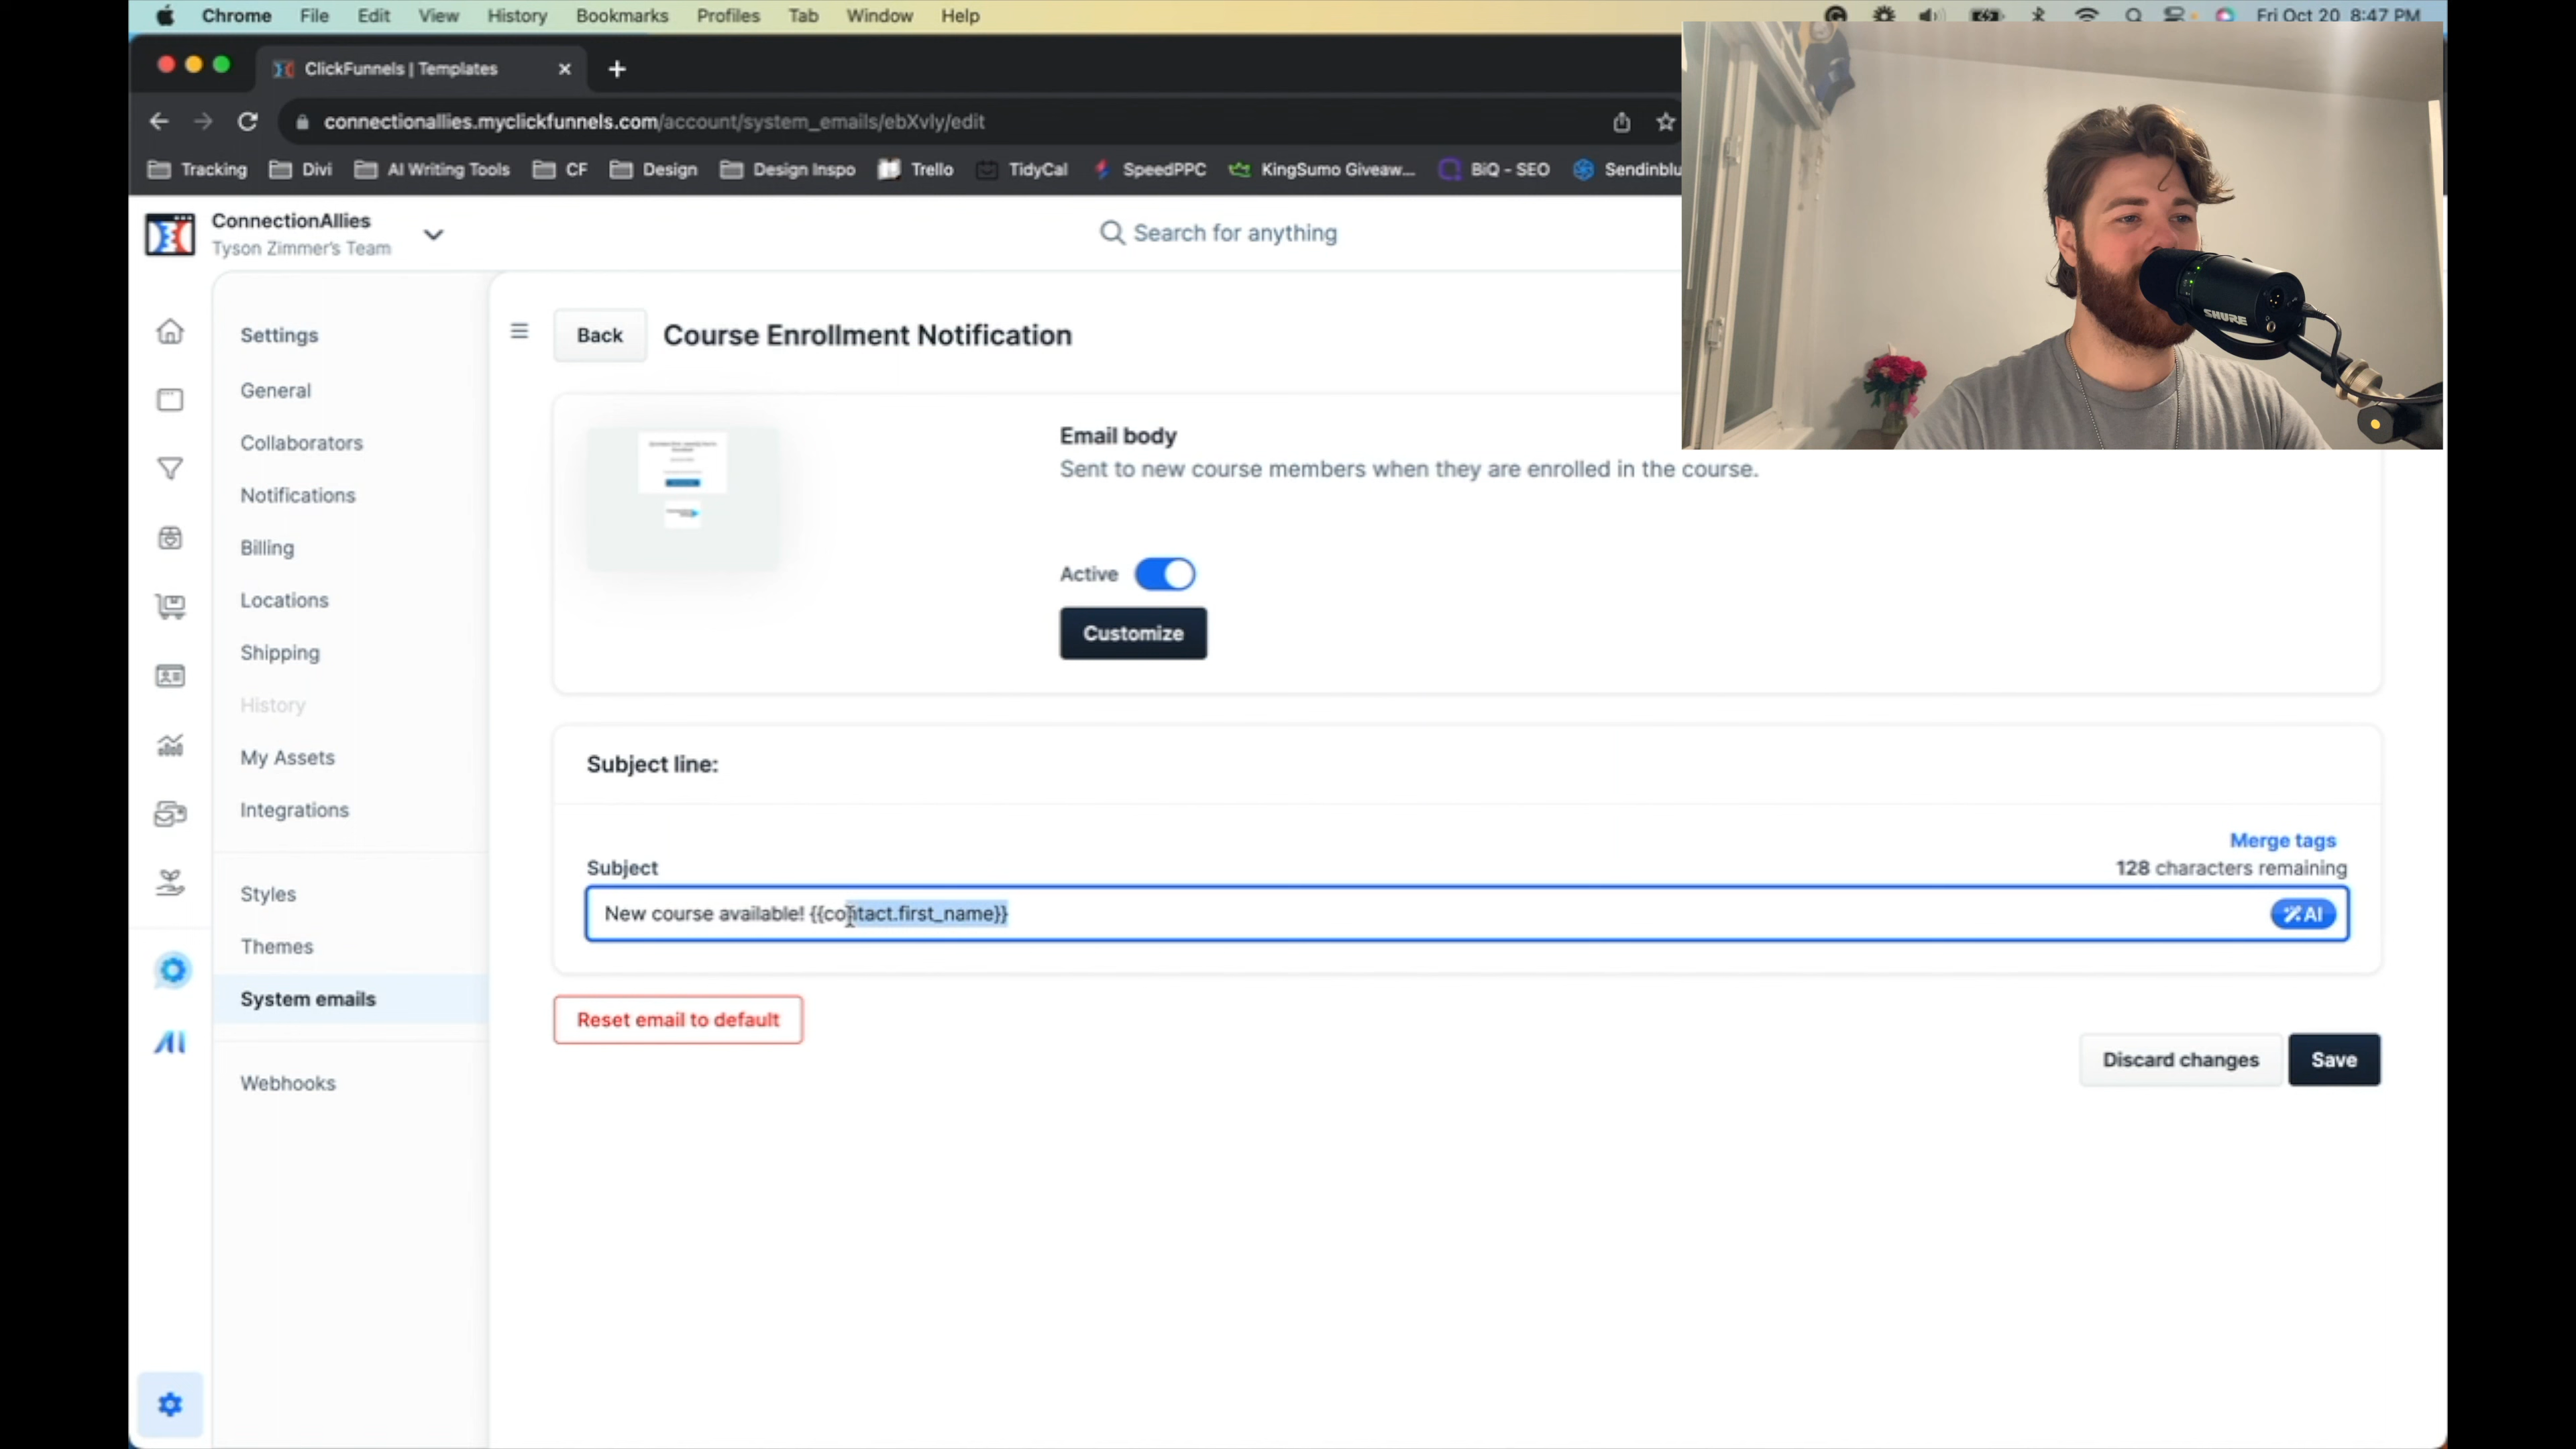 Chrome File Edit View History Bookmarks Profiles Tab Window Help
Fri Oct 20 8:47 PM
ClickFunnels | Templates
connectionallies.myclickfunnels.com/account/system_emails/ebXvly/edit
Tracking Divi AI Writing Tools CF Design Design Inspo Trello TidyCal SpeedPPC KingSumo Giveaw... BiQ - SEO Sendinblu
ConnectionAllies
Tyson Zimmer's Team
Search for anything
SHURE
Settings
General
Collaborators
Notifications
Billing
Locations
Shipping
History
My Assets
Integrations
Styles
Themes
System emails
Webhooks
AI
Back
Course Enrollment Notification
Email body
Sent to new course members when they are enrolled in the course.
Active
Customize
Subject line:
Merge tags
Subject
128 characters remaining
New course available! {{contact.first_name}}
AI
Reset email to default
Discard changes
Save